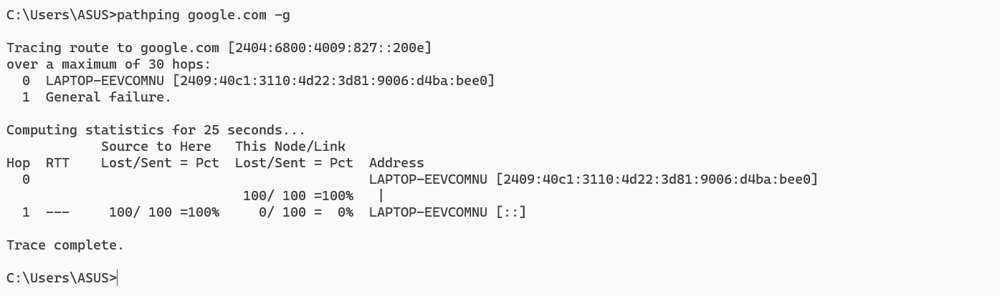 C:\Users\ASUS>pathping google.com -g
Tracing route to google.com [2404:6800:4009:827::200e]
over a maximum of 30 hops:
  0  LAPTOP-EEVCOMNU [2409:40c1:3110:4d22:3d81:9006:d4ba:bee0]
  1  General failure.
Computing statistics for 25 seconds...
            Source to Here   This Node/Link
Hop  RTT    Lost/Sent = Pct  Lost/Sent = Pct  Address
  0                                           LAPTOP-EEVCOMNU [2409:40c1:3110:4d22:3d81:9006:d4ba:bee0]
                              100/ 100 =100%   |
  1  ---     100/ 100 =100%     0/ 100 =  0%  LAPTOP-EEVCOMNU [::]
Trace complete.
C:\Users\ASUS>